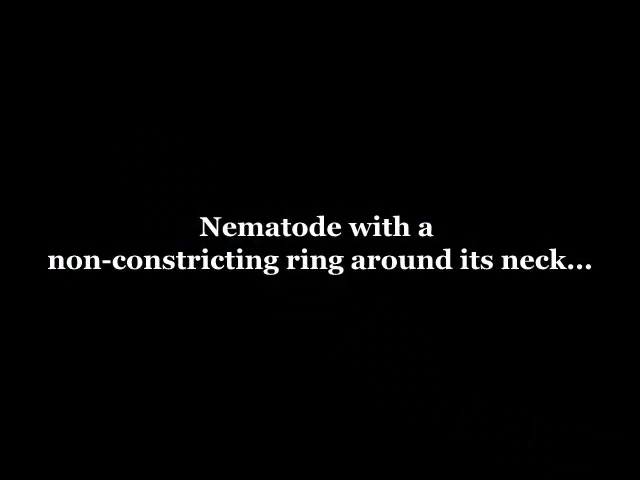 Nematode with a
non-constricting ring around its neck...